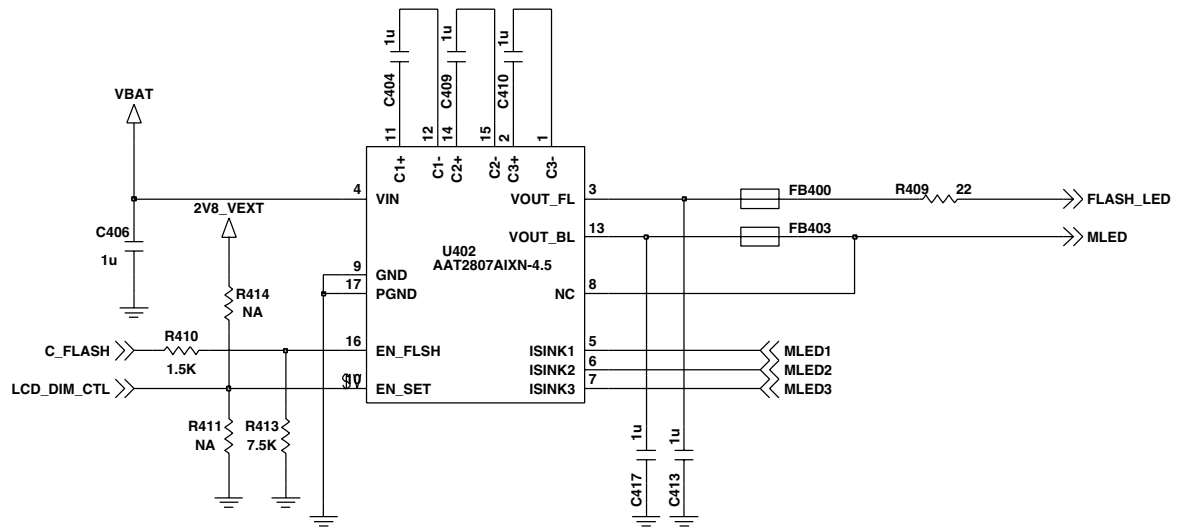 1u
1u
1u
C404
C409
C410
VBAT
11
12
14
15
2
1
C1+
C1-
C2+
C2-
C3+
C3-
4
VIN
VOUT_FL
3
FB400
R409
22
FLASH_LED
2V8_VEXT
C406
1u
VOUT_BL
13
FB403
MLED
U402
AAT2807AIXN-4.5
9
GND
17
PGND
NC
8
R414
NA
R410
1.5K
C_FLASH
16
EN_FLSH
ISINK1
5
MLED1
ISINK2
6
MLED2
LCD_DIM_CTL
EN_SET
ISINK3
7
MLED3
R411
NA
R413
7.5K
1u
1u
C417
C413